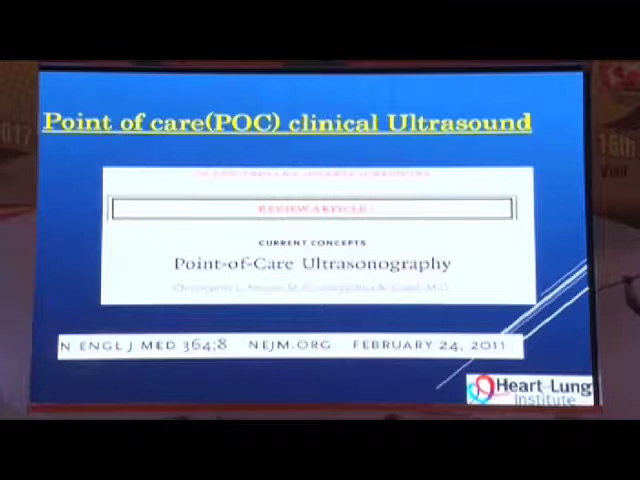 Point of care(POC) clinical Ultrasound
REVIEW ARTICLE
CURRENT CONCEPTS
Point-of-Care Ultrasonography
N ENGL J MED 364;8 NEJM.ORG FEBRUARY 24, 2011
Heart Lung
Institute
16th